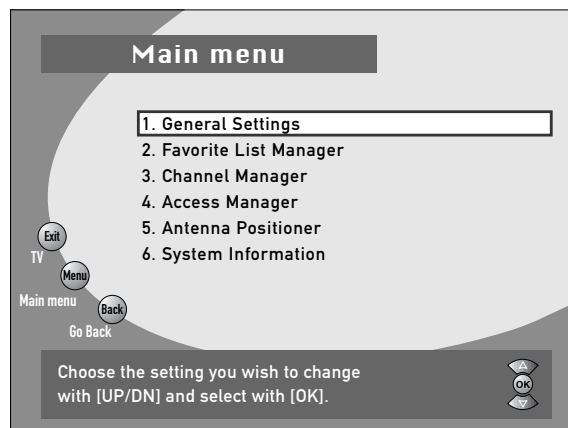 Main menu
1. General Settings
2. Favorite List Manager
3. Channel Manager
4. Access Manager
5. Antenna Positioner
6. System Information
Exit
TV
Menu
Main menu
Back
Go Back
Choose the setting you wish to change
with [UP/DN] and select with [OK].
OK